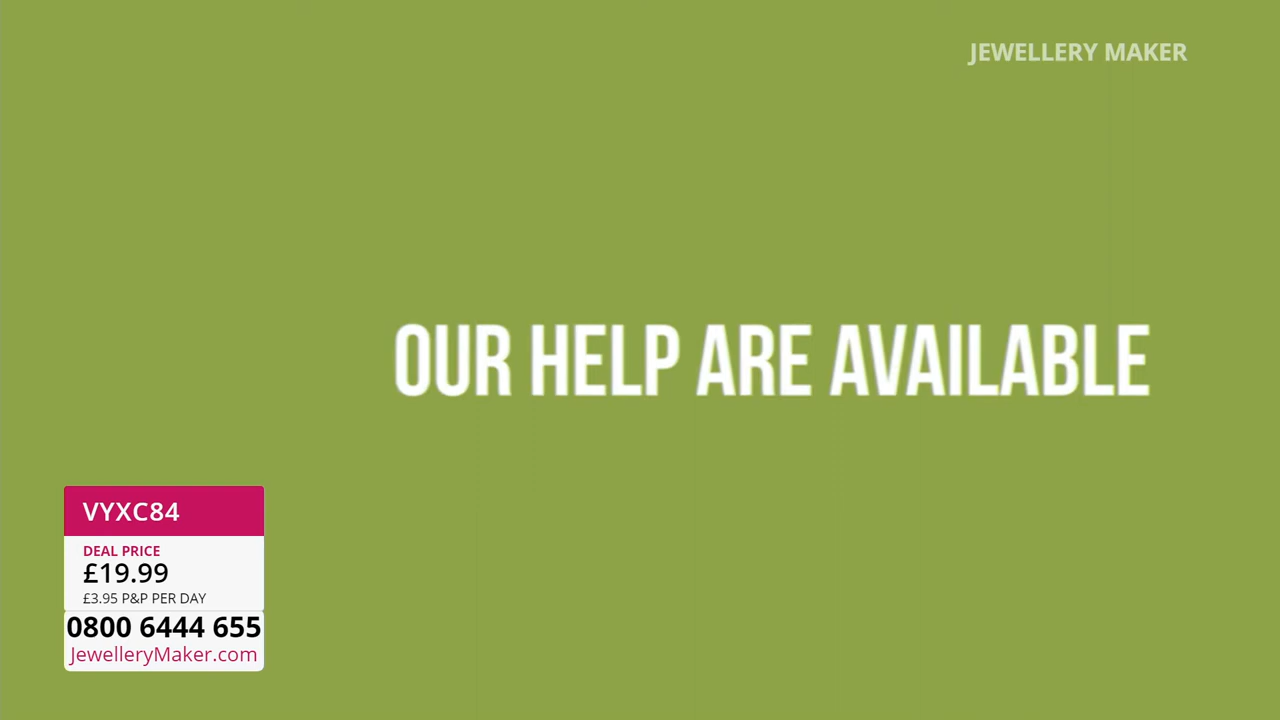 JEWELLERY MAKER
OUR HELP ARE AVAILABLE
VYXC84
DEAL PRICE
£19.99
£3.95 P&P PER DAY
0800 6444 655
JewelleryMaker.com